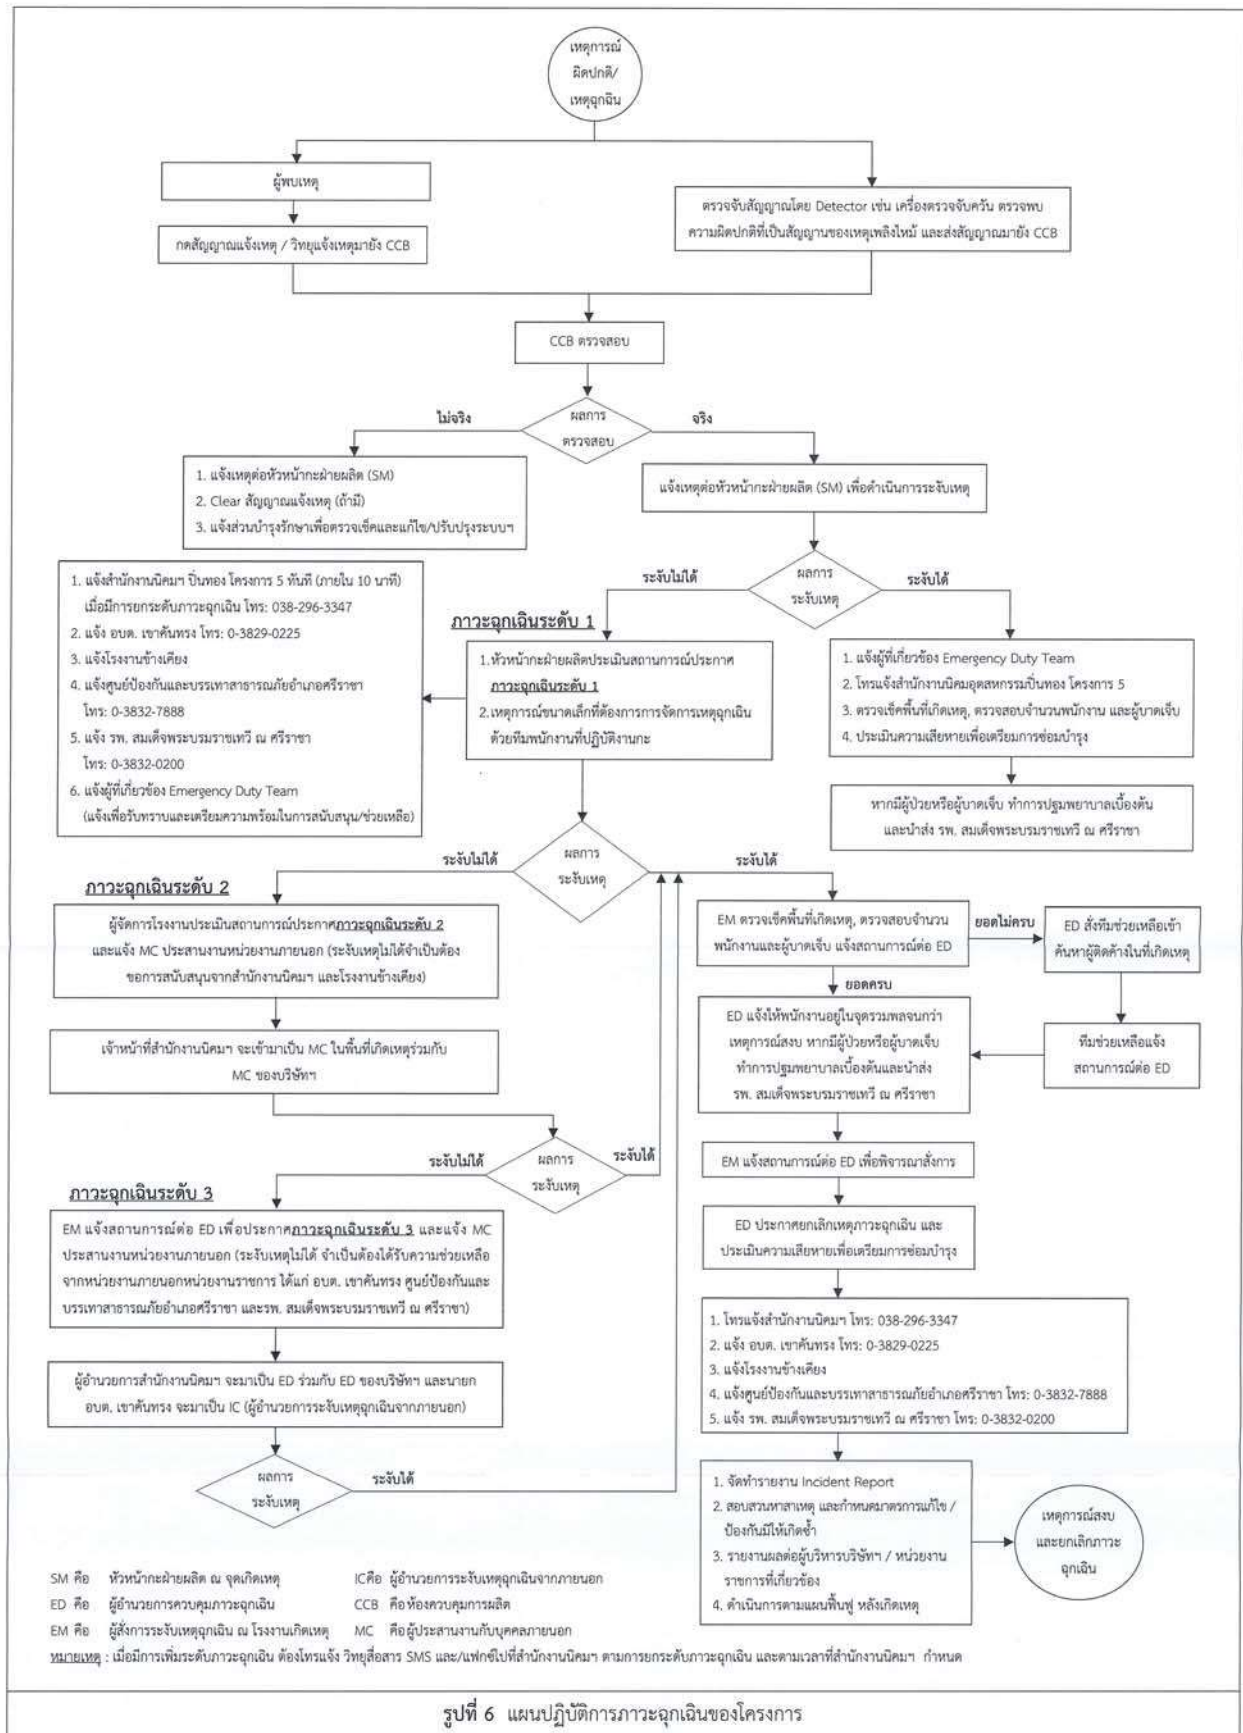 เหตุการณ์
ผิดปกติ/
เหตุฉุกเฉิน
ผู้พบเหตุ
กดสัญญาณแจ้งเหตุ / วิทยุแจ้งเหตุมายัง CCB
ตรวจจับสัญญาณโดย Detector เช่น เครื่องตรวจจับควัน ตรวจพบ
ความผิดปกติที่เป็นสัญญานของเหตุเพลิงไหม้ และส่งสัญญาณมายัง CCB
CCB ตรวจสอบ
ผลการ
ตรวจสอบ
ไม่จริง
จริง
1. แจ้งเหตุต่อหัวหน้ากะฝ่ายผลิต (SM)
2. Clear สัญญาณแจ้งเหตุ (ถ้ามี)
3. แจ้งส่วนบำรุงรักษาเพื่อตรวจเช็คและแก้ไข/ปรับปรุงระบบฯ
แจ้งเหตุต่อหัวหน้ากะฝ่ายผลิต (SM) เพื่อดำเนินการระงับเหตุ
ผลการ
ระงับเหตุ
ระงับไม่ได้
ระงับได้
1. แจ้งสำนักงานนิคมฯ ปิ่นทอง โครงการ 5 ทันที (ภายใน 10 นาที)
เมื่อมีการยกระดับภาวะฉุกเฉิน โทร: 038-296-3347
2. แจ้ง อบต. เขาคันทรง โทร: 0-3829-0225
3. แจ้งโรงงานข้างเคียง
4. แจ้งศูนย์ป้องกันและบรรเทาสาธารณภัยอำเภอศรีราชา
โทร: 0-3832-7888
5. แจ้ง รพ. สมเด็จพระบรมราชเทวี ณ ศรีราชา
โทร: 0-3832-0200
6. แจ้งผู้ที่เกี่ยวข้อง Emergency Duty Team
(แจ้งเพื่อรับทราบและเตรียมความพร้อมในการสนับสนุน/ช่วยเหลือ)
ภาวะฉุกเฉินระดับ 1
1.หัวหน้ากะฝ่ายผลิตประเมินสถานการณ์ประกาศ
ภาวะฉุกเฉินระดับ 1
2.เหตุการณ์ขนาดเล็กที่ต้องการการจัดการเหตุฉุกเฉิน
ด้วยทีมพนักงานที่ปฏิบัติงานกะ
1. แจ้งผู้ที่เกี่ยวข้อง Emergency Duty Team
2. โทรแจ้งสำนักงานนิคมอุตสหกรรมปิ่นทอง โครงการ 5
3. ตรวจเช็คพื้นที่เกิดเหตุ, ตรวจสอบจำนวนพนักงาน และผู้บาดเจ็บ
4. ประเมินความเสียหายเพื่อเตรียมการซ่อมบำรุง
หากมีผู้ป่วยหรือผู้บาดเจ็บ ทำการปฐมพยาบาลเบื้องต้น
และนำส่ง รพ. สมเด็จพระบรมราชเทวี ณ ศรีราชา
ผลการ
ระงับเหตุ
ระงับไม่ได้
ระงับได้
ภาวะฉุกเฉินระดับ 2
ผู้จัดการโรงงานประเมินสถานการณ์ประกาศภาวะฉุกเฉินระดับ 2
และแจ้ง MC ประสานงานหน่วยงานภายนอก (ระงับเหตุไม่ได้จำเป็นต้อง
ขอการสนับสนุนจากสำนักงานนิคมฯ และโรงงานข้างเคียง)
เจ้าหน้าที่สำนักงานนิคมฯ จะเข้ามาเป็น MC ในพื้นที่เกิดเหตุร่วมกับ
MC ของบริษัทฯ
EM ตรวจเช็คพื้นที่เกิดเหตุ, ตรวจสอบจำนวน
พนักงานและผู้บาดเจ็บ แจ้งสถานการณ์ต่อ ED
ยอดไม่ครบ
ED สั่งทีมช่วยเหลือเข้า
ค้นหาผู้ติดค้างในที่เกิดเหตุ
ยอดครบ
ED แจ้งให้พนักงานอยู่ในจุดรวมพลจนกว่า
เหตุการณ์สงบ หากมีผู้ป่วยหรือผู้บาดเจ็บ
ทำการปฐมพยาบาลเบื้องต้นและนำส่ง
รพ. สมเด็จพระบรมราชเทวี ณ ศรีราชา
ทีมช่วยเหลือแจ้ง
สถานการณ์ต่อ ED
ผลการ
ระงับเหตุ
ระงับไม่ได้
ระงับได้
EM แจ้งสถานการณ์ต่อ ED เพื่อพิจารณาสั่งการ
ภาวะฉุกเฉินระดับ 3
EM แจ้งสถานการณ์ต่อ ED เพื่อประกาศภาวะฉุกเฉินระดับ 3 และแจ้ง MC
ประสานงานหน่วยงานภายนอก (ระงับเหตุไม่ได้ จำเป็นต้องได้รับความช่วยเหลือ
จากหน่วยงานภายนอกหน่วยงานราชการ ได้แก่ อบต. เขาคันทรง ศูนย์ป้องกันและ
บรรเทาสาธารณภัยอำเภอศรีราชา และรพ. สมเด็จพระบรมราชเทวี ณ ศรีราชา)
ED ประกาศยกเลิกเหตุภาวะฉุกเฉิน และ
ประเมินความเสียหายเพื่อเตรียมการซ่อมบำรุง
ผู้อำนวยการสำนักงานนิคมฯ จะมาเป็น ED ร่วมกับ ED ของบริษัทฯ และนายก
อบต. เขาคันทรง จะมาเป็น IC (ผู้อำนวยการระงับเหตุฉุกเฉินจากภายนอก)
1. โทรแจ้งสำนักงานนิคมฯ โทร: 038-296-3347
2. แจ้ง อบต. เขาคันทรง โทร: 0-3829-0225
3. แจ้งโรงงานข้างเคียง
4. แจ้งศูนย์ป้องกันและบรรเทาสาธารณภัยอำเภอศรีราชา โทร: 0-3832-7888
5. แจ้ง รพ. สมเด็จพระบรมราชเทวี ณ ศรีราชา โทร: 0-3832-0200
ผลการ
ระงับเหตุ
ระงับได้
1. จัดทำรายงาน Incident Report
2. สอบสวนหาสาเหตุ และกำหนดมาตรการแก้ไข /
ป้องกันมิให้เกิดซ้ำ
3. รายงานผลต่อผู้บริหารบริษัทฯ / หน่วยงาน
ราชการที่เกี่ยวข้อง
4. ดำเนินการตามแผนฟื้นฟู หลังเกิดเหตุ
เหตุการณ์สงบ
และยกเลิกภาวะ
ฉุกเฉิน
SM คือ หัวหน้ากะฝ่ายผลิต ณ จุดเกิดเหตุ ICคือ ผู้อำนวยการระงับเหตุฉุกเฉินจากภายนอก
ED คือ ผู้อำนวยการควบคุมภาวะฉุกเฉิน CCB คือห้องควบคุมการผลิต
EM คือ ผู้สั่งการระงับเหตุฉุกเฉิน ณ โรงงานเกิดเหตุ MC คือผู้ประสานงานกับบุคคลภายนอก
หมายเหตุ : เมื่อมีการเพิ่มระดับภาวะฉุกเฉิน ต้องโทรแจ้ง วิทยุสื่อสาร SMS และ/แฟกซ์ไปที่สำนักงานนิคมฯ ตามการยกระดับภาวะฉุกเฉิน และตามเวลาที่สำนักงานนิคมฯ กำหนด
รูปที่ 6 แผนปฏิบัติการภาวะฉุกเฉินของโครงการ